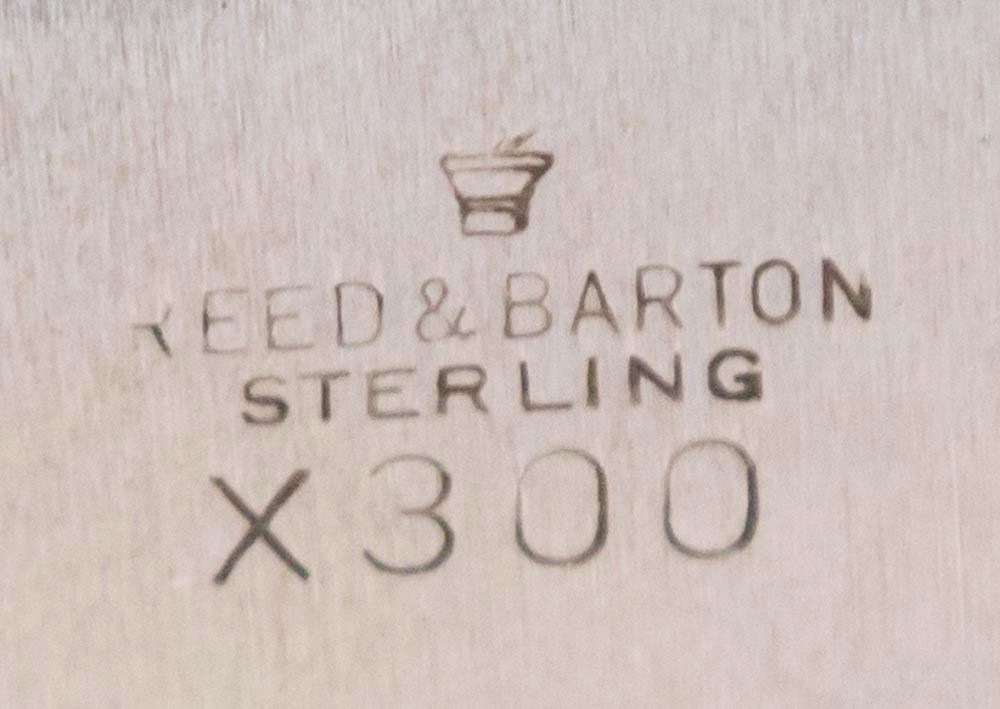 REED & BARTON
STERLING
X300